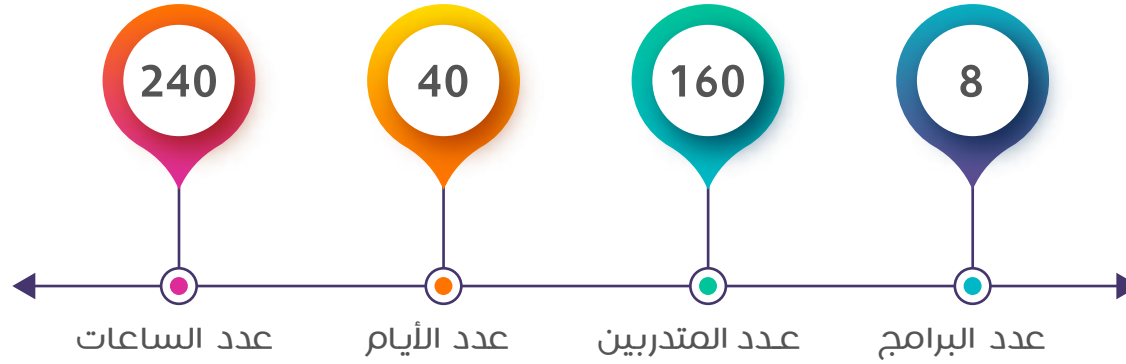 8
160
40
240
عدد البرامج
عدد المتدربين
عدد الأيام
عدد الساعات